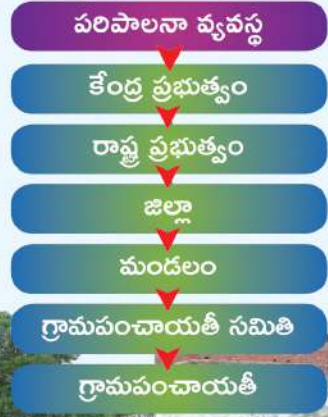 పరిపాలనా వ్యవస్థ
కేంద్ర ప్రభుత్వం
రాష్ట్ర ప్రభుత్వం
జిల్లా
మండలం
గ్రామపంచాయతీ సమితి
గ్రామపంచాయతీ